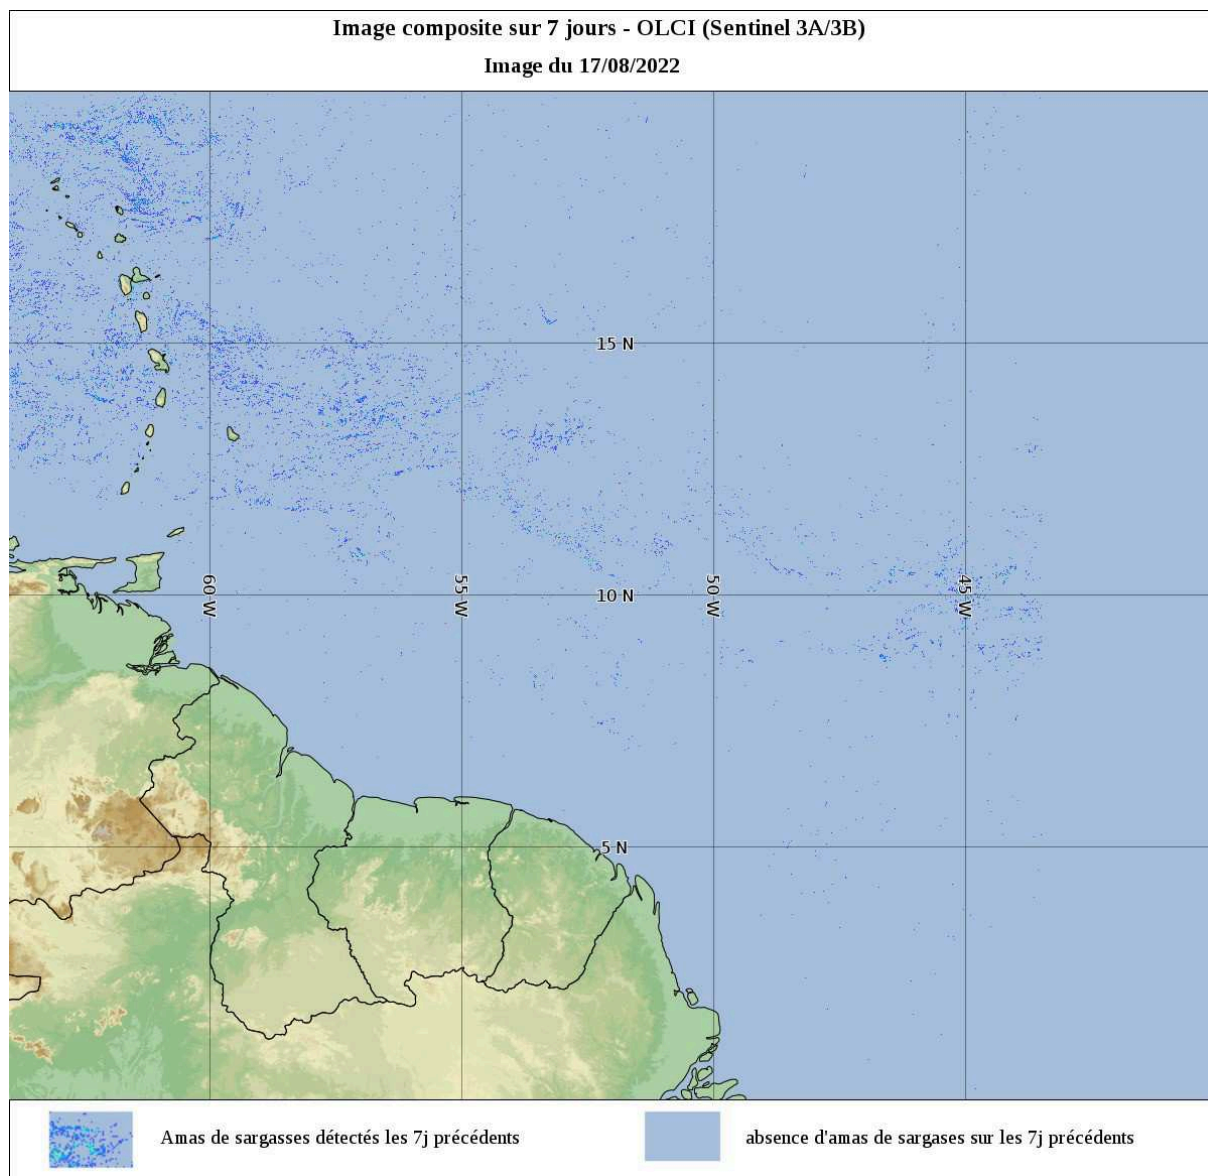 Image composite sur 7 jours - OLCI (Sentinel 3A/3B)
Image du 17/08/2022
15 N
60 W
55 W
10 N
50 W
45 W
5 N
Amas de sargasses détectés les 7j précédents
absence d'amas de sargases sur les 7j précédents